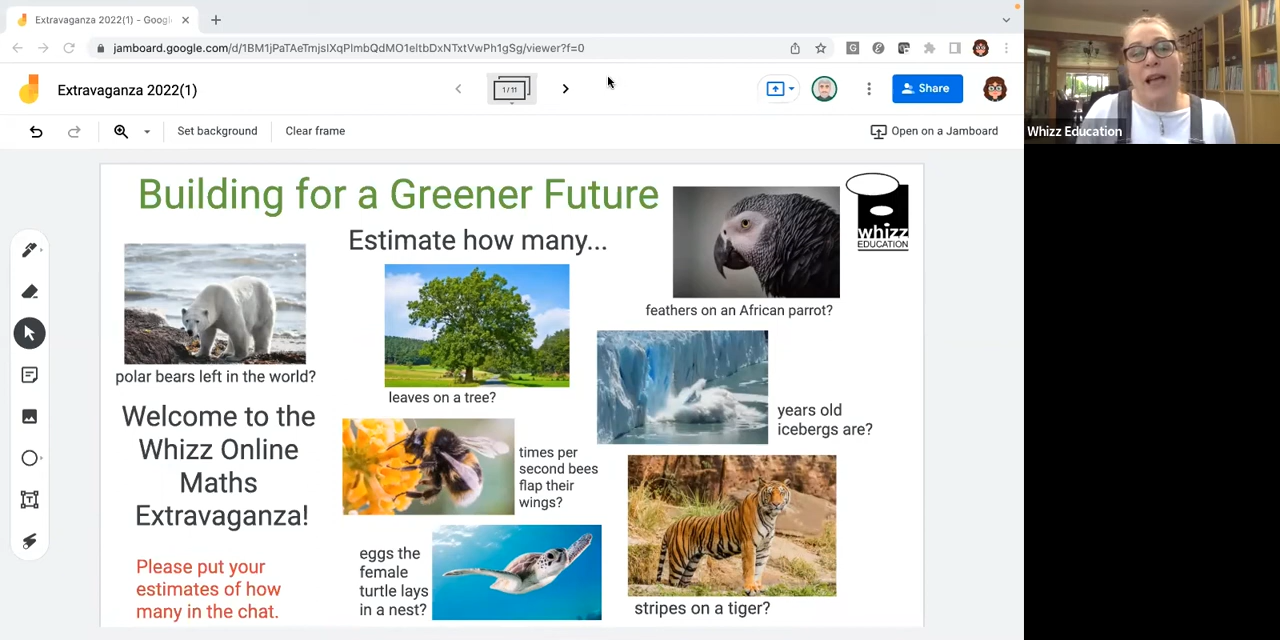 Extravaganza 2022(1) - Googl
jamboard.google.com/d/1BM1jPaTAeTmjsIXqPlmbQdMO1eltbDxNTxtVwPh1gSg/viewer?f=0
Extravaganza 2022(1)
1/11
Share
Set background
Clear frame
Open on a Jamboard
Whizz Education
Building for a Greener Future
Estimate how many...
whizz
EDUCATION
feathers on an African parrot?
polar bears left in the world?
leaves on a tree?
years old
icebergs are?
Welcome to the
Whizz Online
Maths
Extravaganza!
times per
second bees
flap their
wings?
eggs the
female
turtle lays
in a nest?
stripes on a tiger?
Please put your
estimates of how
many in the chat.